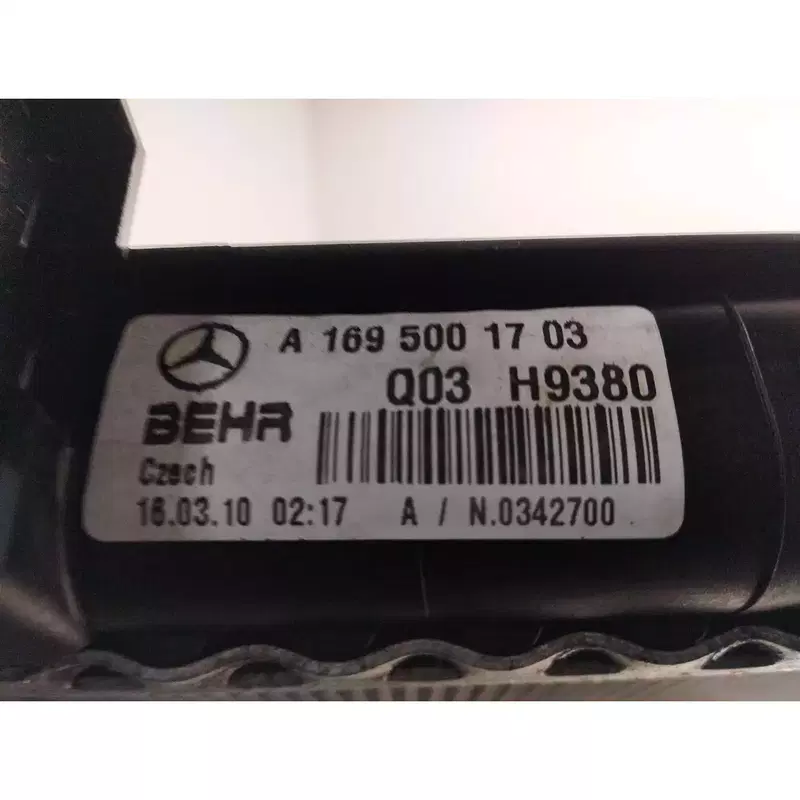 A 169 500 17 03
Q03 H9380
BEHR
Czech
16.03.10 02:17 A / N.0342700